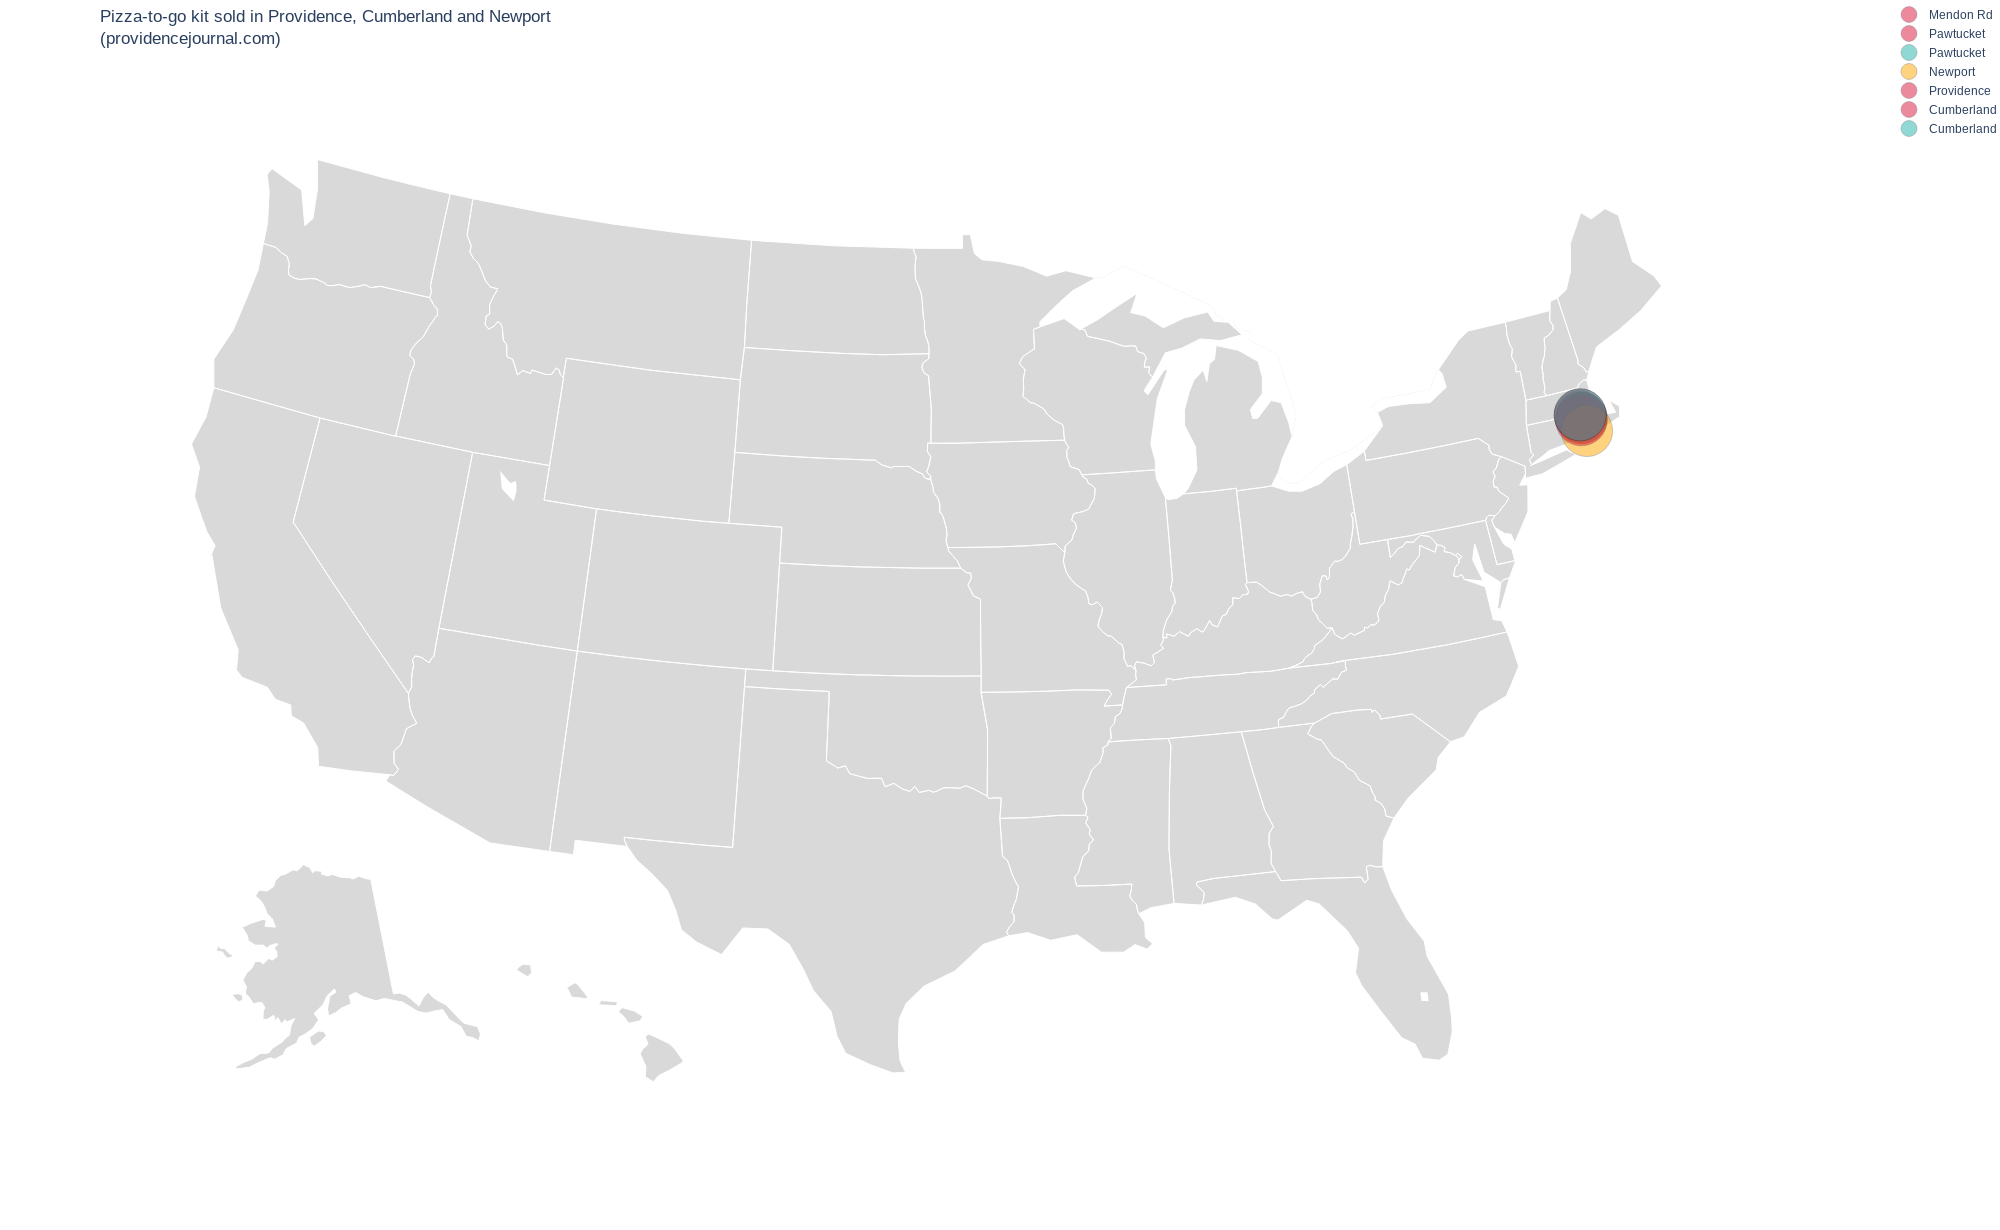 Pizza-to-go kit sold in Providence, Cumberland and Newport
(providencejournal.com)
Mendon Rd
Pawtucket
Pawtucket
Newport
Providence
Cumberland
Cumberland